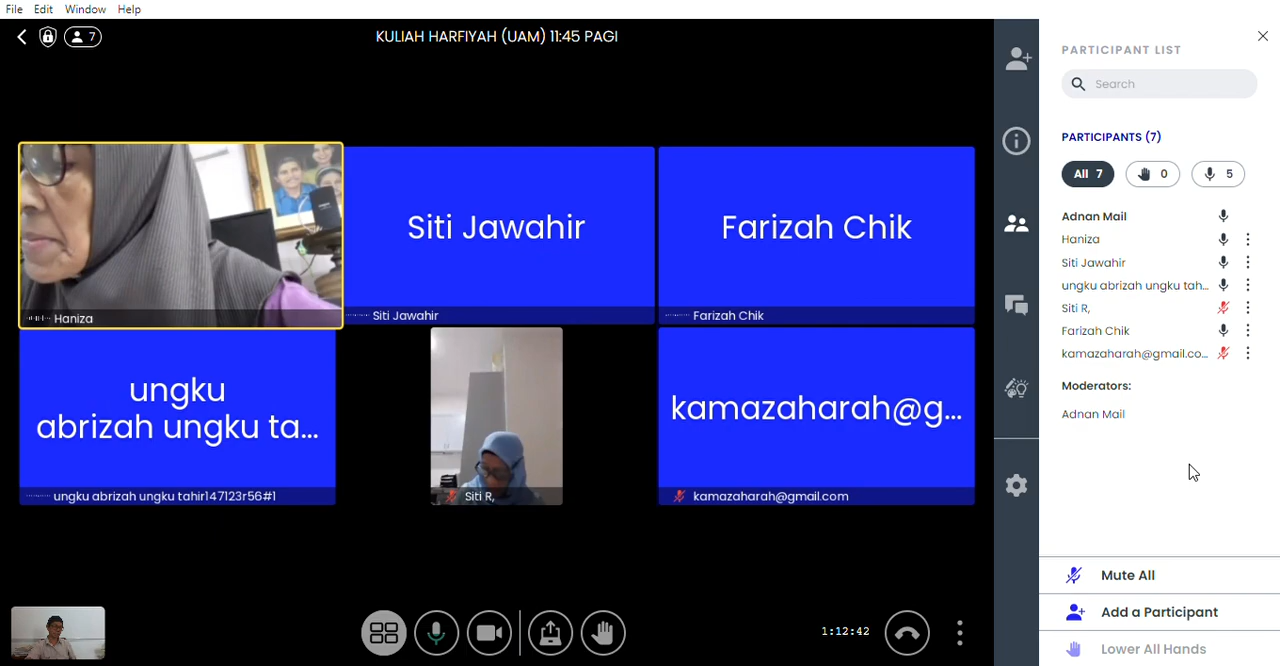 File Edit Window Help
7
KULIAH HARFIYAH (UAM) 11:45 PAGI
Haniza
Siti Jawahir
Siti Jawahir
Farizah Chik
Farizah Chik
ungku
abrizah ungku ta...
ungku abrizah ungku tahir147123r56#1
Siti R,
kamazaharah@g...
kamazaharah@gmail.com
1:12:42
PARTICIPANT LIST
Search
PARTICIPANTS (7)
All 7 0 5
Adnan Mail
Haniza
Siti Jawahir
ungku abrizah ungku tah...
Siti R,
Farizah Chik
kamazaharah@gmail.co...
Moderators:
Adnan Mail
Mute All
Add a Participant
Lower All Hands